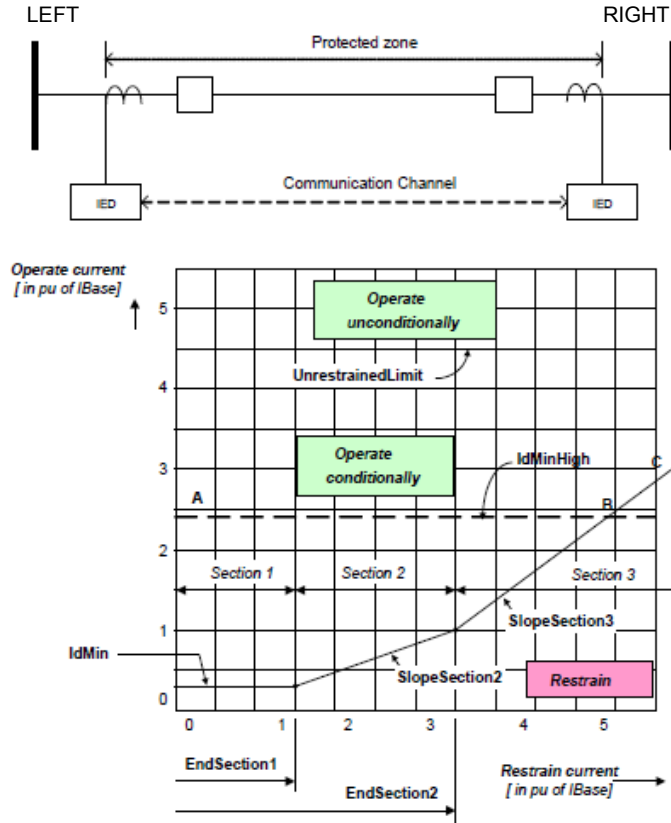 LEFT
RIGHT
Protected zone
IED
Communication Channel
IED
Operate current
[ in pu of IBase]
5
Operate
unconditionally
UnrestrainedLimit
4
Operate
conditionally
IdMinHigh
3
C
A
B
2
Section 1
Section 2
Section 3
1
SlopeSection3
IdMin
SlopeSection2
Restrain
0
0
1
2
3
4
5
EndSection1
Restrain current
[ in pu of IBase]
EndSection2